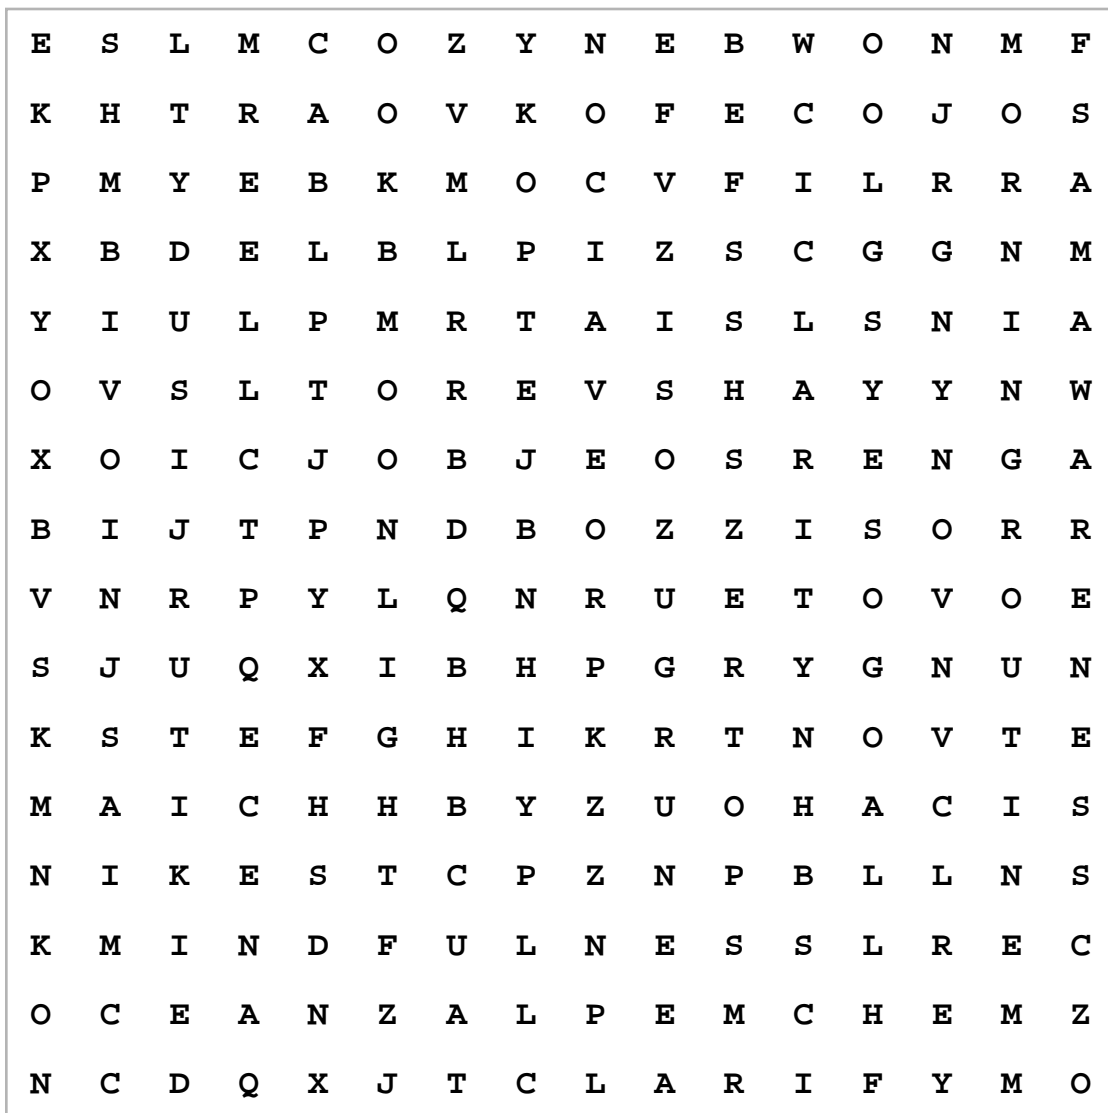 E S L M C O Z Y N E B W O N M F
K H T R A O V K O F E C O J O S
P M Y E B K M O C V F I L R R A
X B D E L B L P I Z S C G G N M
Y I U L P M R T A I S L S N I A
O V S L T O R E V S H A Y Y N W
X O I C J O B J E O S R E N G A
B I J T P N D B O Z Z I S O R R
V N R P Y L Q N R U E T O V O E
S J U Q X I B H P G R Y G N U N
K S T E F G H I K R T N O V T E
M A I C H H B Y Z U O H A C I S
N I K E S T C P Z N P B L L N S
K M I N D F U L N E S S L R E C
O C E A N Z A L P E M C H E M Z
N C D Q X J T C L A R I F Y M O